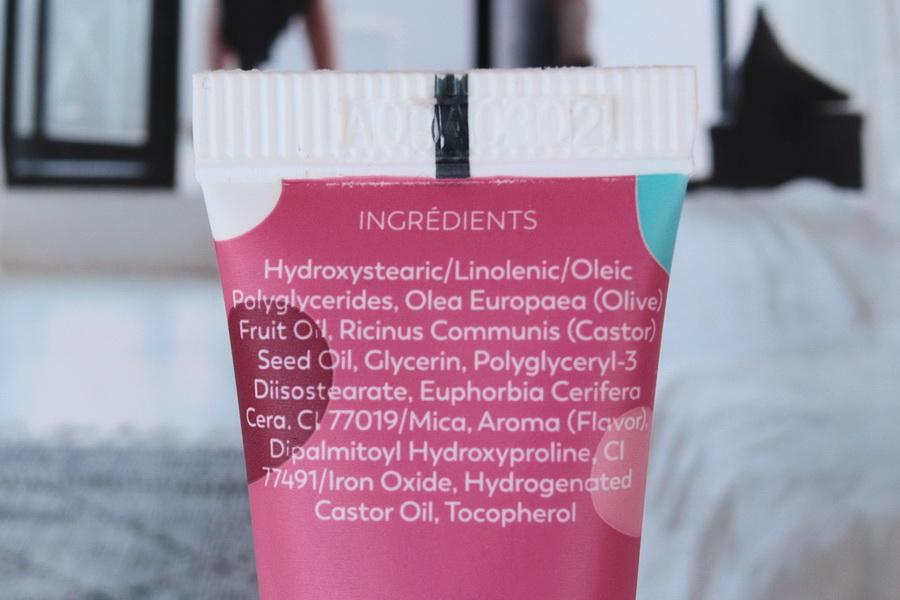 INGRÉDIENTS
Hydroxystearic/Linolenic/Oleic
Polyglycerides, Olea Europaea (Olive)
Fruit Oil, Ricinus Communis (Castor)
Seed Oil, Glycerin, Polyglyceryl-3
Diisostearate, Euphorbia Cerifera
Cera, CI 77019/Mica, Aroma (Flavor),
Dipalmitoyl Hydroxyproline, CI
77491/Iron Oxide, Hydrogenated
Castor Oil, Tocopherol